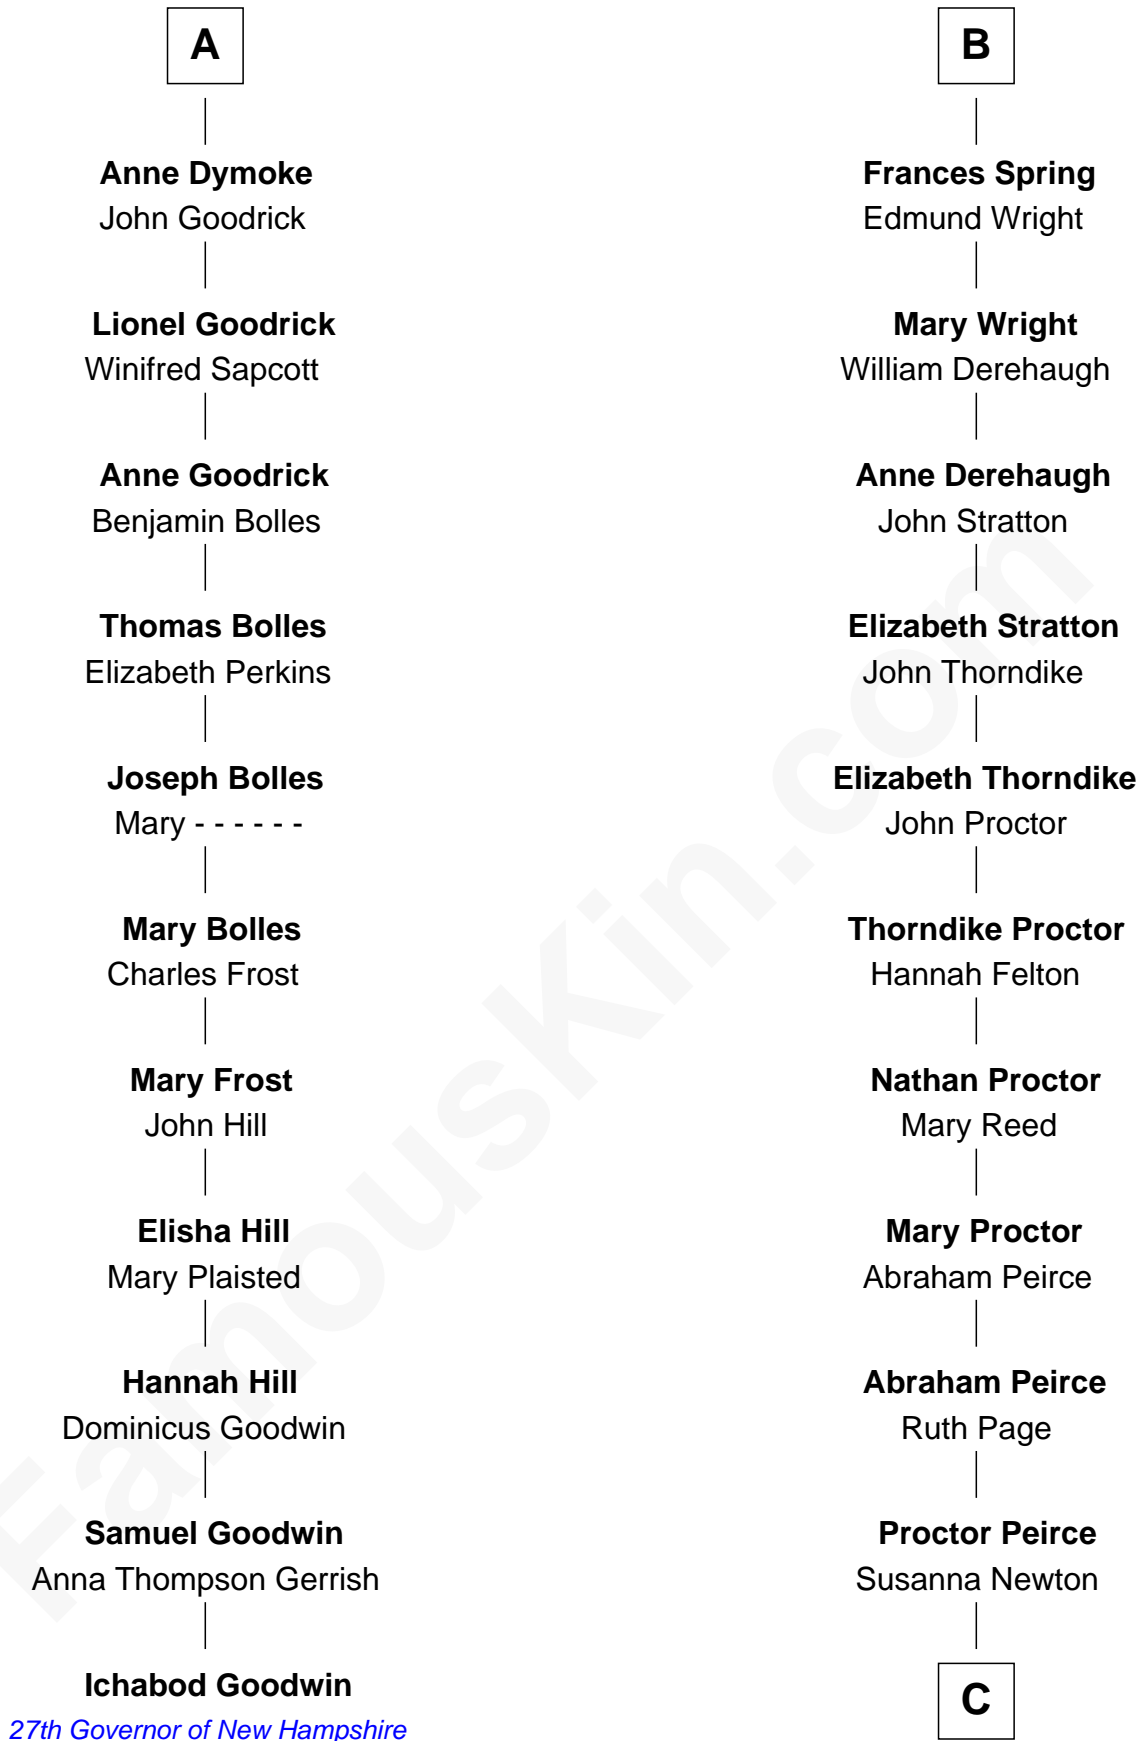 A
Anne Dymoke
John Goodrick
Lionel Goodrick
Winifred Sapcott
Anne Goodrick
Benjamin Bolles
Thomas Bolles
Elizabeth Perkins
Joseph Bolles
Mary - - - - - -
Mary Bolles
Charles Frost
Mary Frost
John Hill
Elisha Hill
Mary Plaisted
Hannah Hill
Dominicus Goodwin
Samuel Goodwin
Anna Thompson Gerrish
Ichabod Goodwin
27th Governor of New Hampshire
B
Frances Spring
Edmund Wright
Mary Wright
William Derehaugh
Anne Derehaugh
John Stratton
Elizabeth Stratton
John Thorndike
Elizabeth Thorndike
John Proctor
Thorndike Proctor
Hannah Felton
Nathan Proctor
Mary Reed
Mary Proctor
Abraham Peirce
Abraham Peirce
Ruth Page
Proctor Peirce
Susanna Newton
C
FamousKin.com